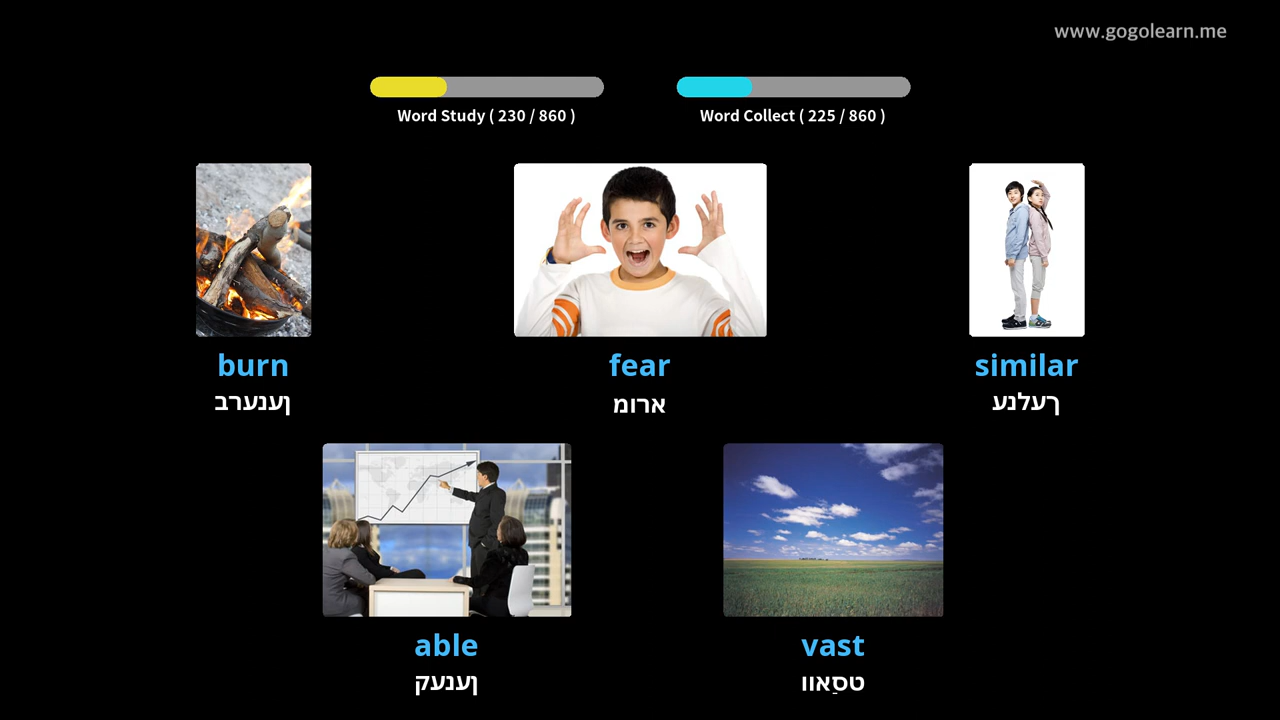 www.gogolearn.me
Word Study ( 230 / 860 )
Word Collect ( 225 / 860 )
burn
ברענען
fear
מורא
similar
ענלעך
able
קענען
vast
וואַסט